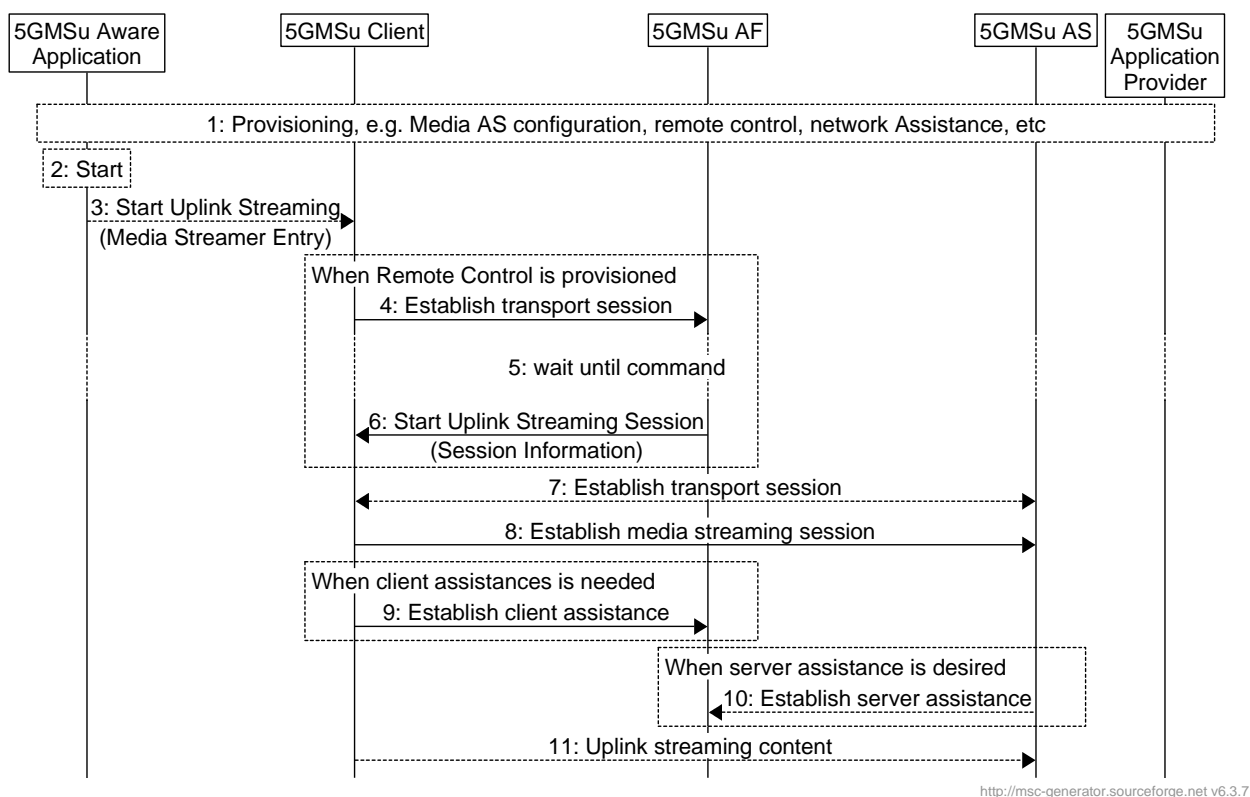 5GMSu Aware
Application
5GMSu Client
5GMSu AF
5GMSu AS
5GMSu
Application
Provider
1: Provisioning, e.g. Media AS configuration, remote control, network Assistance, etc
2: Start
3: Start Uplink Streaming
(Media Streamer Entry)
When Remote Control is provisioned
4: Establish transport session
5: wait until command
6: Start Uplink Streaming Session
(Session Information)
7: Establish transport session
8: Establish media streaming session
When client assistances is needed
9: Establish client assistance
When server assistance is desired
10: Establish server assistance
11: Uplink streaming content
http://msc-generator.sourceforge.net v6.3.7